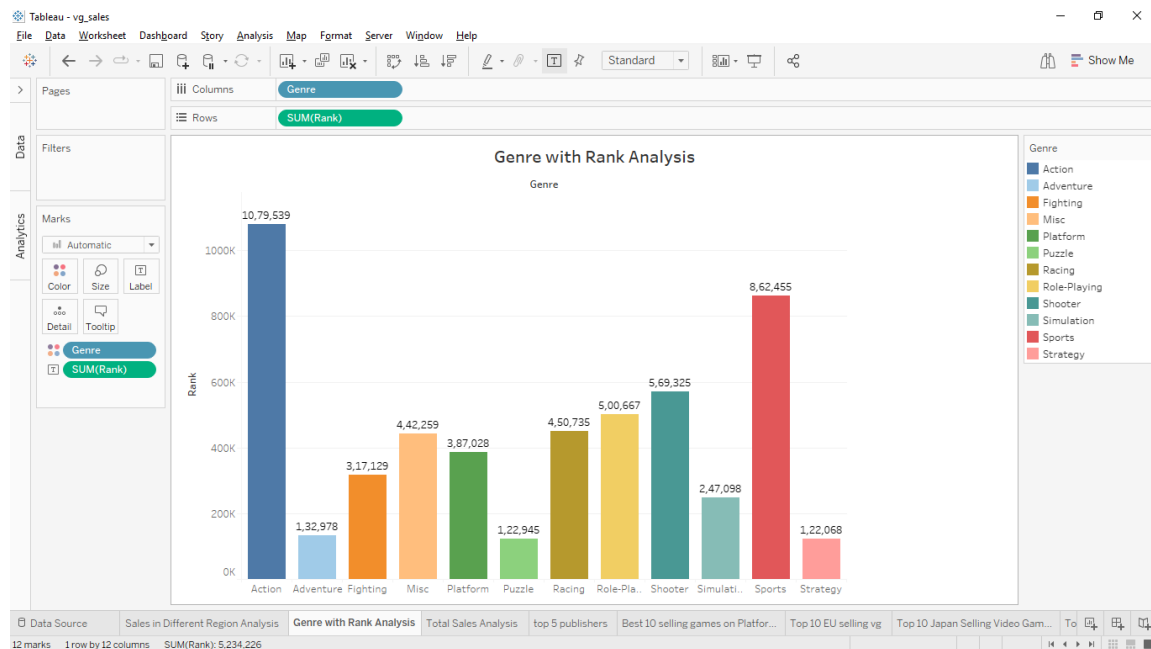 Tableau - vg_sales
File Data Worksheet Dashboard Story Analysis Map Format Server Window Help
Standard
Show Me
Pages
Columns
Genre
Rows
SUM(Rank)
Data
Analytics
Filters
Marks
Automatic
Color Size Label
Detail Tooltip
Genre
SUM(Rank)
Genre with Rank Analysis
Genre
Rank
1000K
800K
600K
400K
200K
0K
10,79,539
1,32,978
3,17,129
4,42,259
3,87,028
1,22,945
4,50,735
5,00,667
5,69,325
2,47,098
8,62,455
1,22,068
Action Adventure Fighting Misc Platform Puzzle Racing Role-Pla.. Shooter Simulati.. Sports Strategy
Genre
Action
Adventure
Fighting
Misc
Platform
Puzzle
Racing
Role-Playing
Shooter
Simulation
Sports
Strategy
Data Source Sales in Different Region Analysis Genre with Rank Analysis Total Sales Analysis top 5 publishers Best 10 selling games on Platfor... Top 10 EU selling vg Top 10 Japan Selling Video Gam... To
12 marks 1 row by 12 columns SUM(Rank): 5,234,226